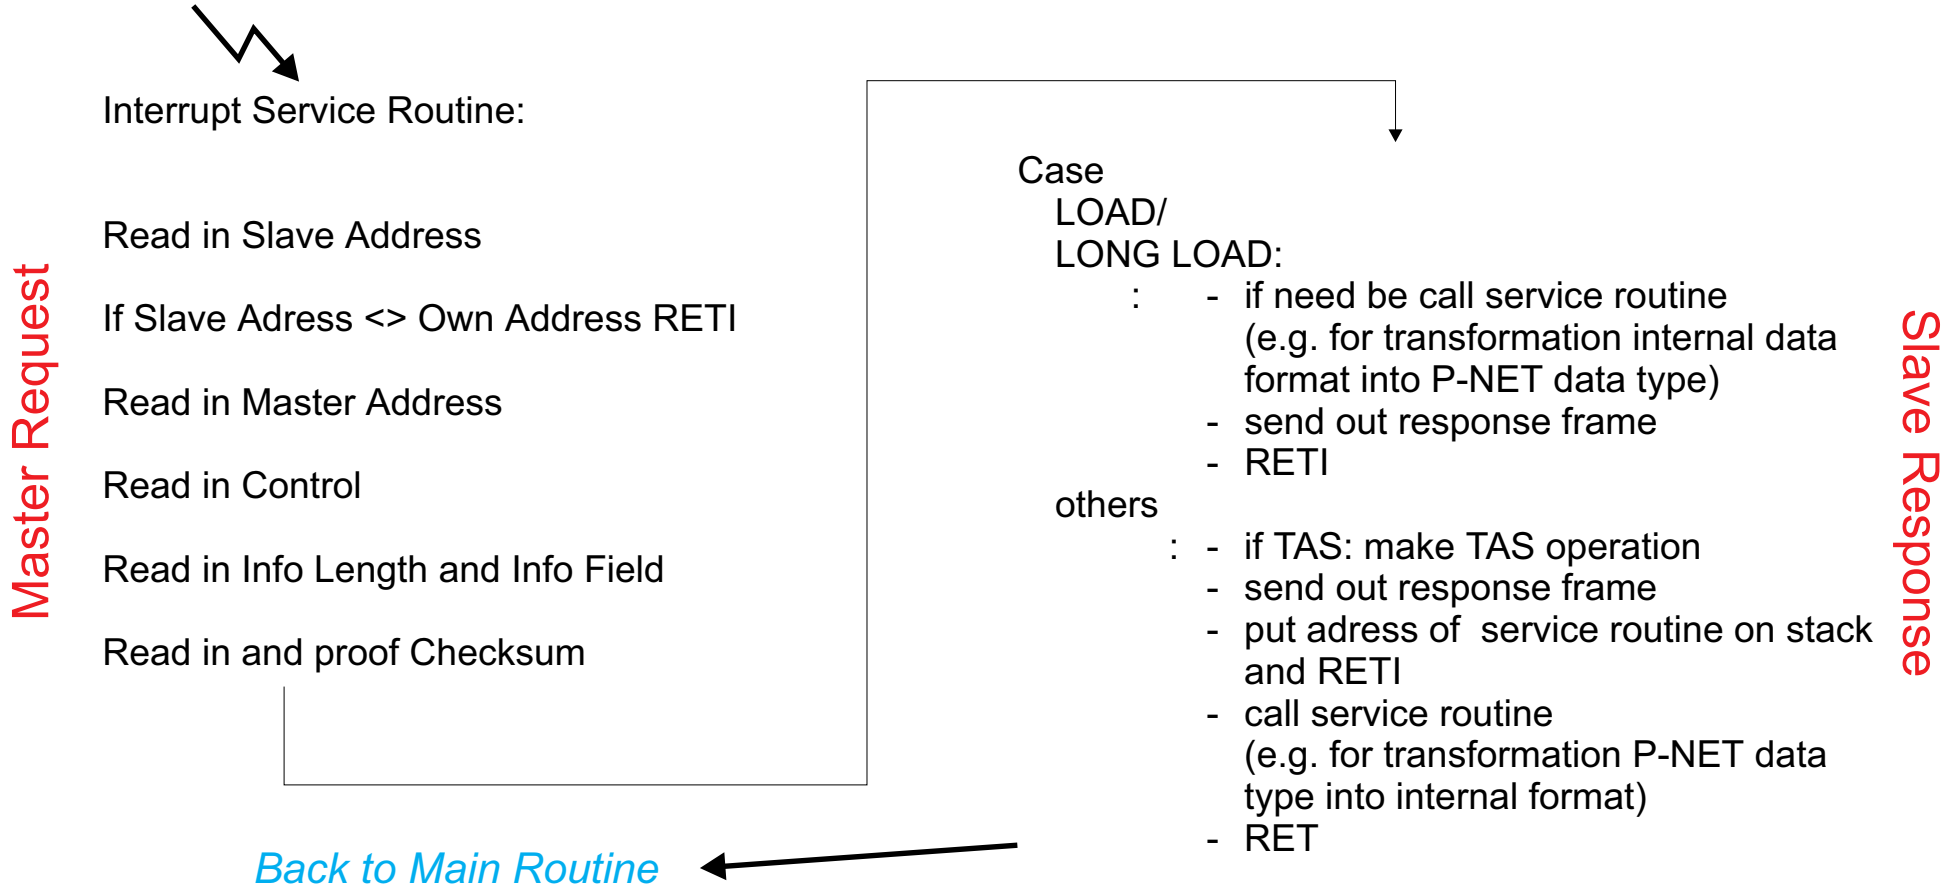 Master Request
Interrupt Service Routine:
Read in Slave Address
If Slave Adress <> Own Address RETI
Read in Master Address
Read in Control
Read in Info Length and Info Field
Read in and proof Checksum
Case
LOAD/
LONG LOAD:
: - if need be call service routine
(e.g. for transformation internal data
format into P-NET data type)
- send out response frame
- RETI
others
: - if TAS: make TAS operation
- send out response frame
- put adress of service routine on stack
and RETI
- call service routine
(e.g. for transformation P-NET data
type into internal format)
- RET
Slave Response
Back to Main Routine